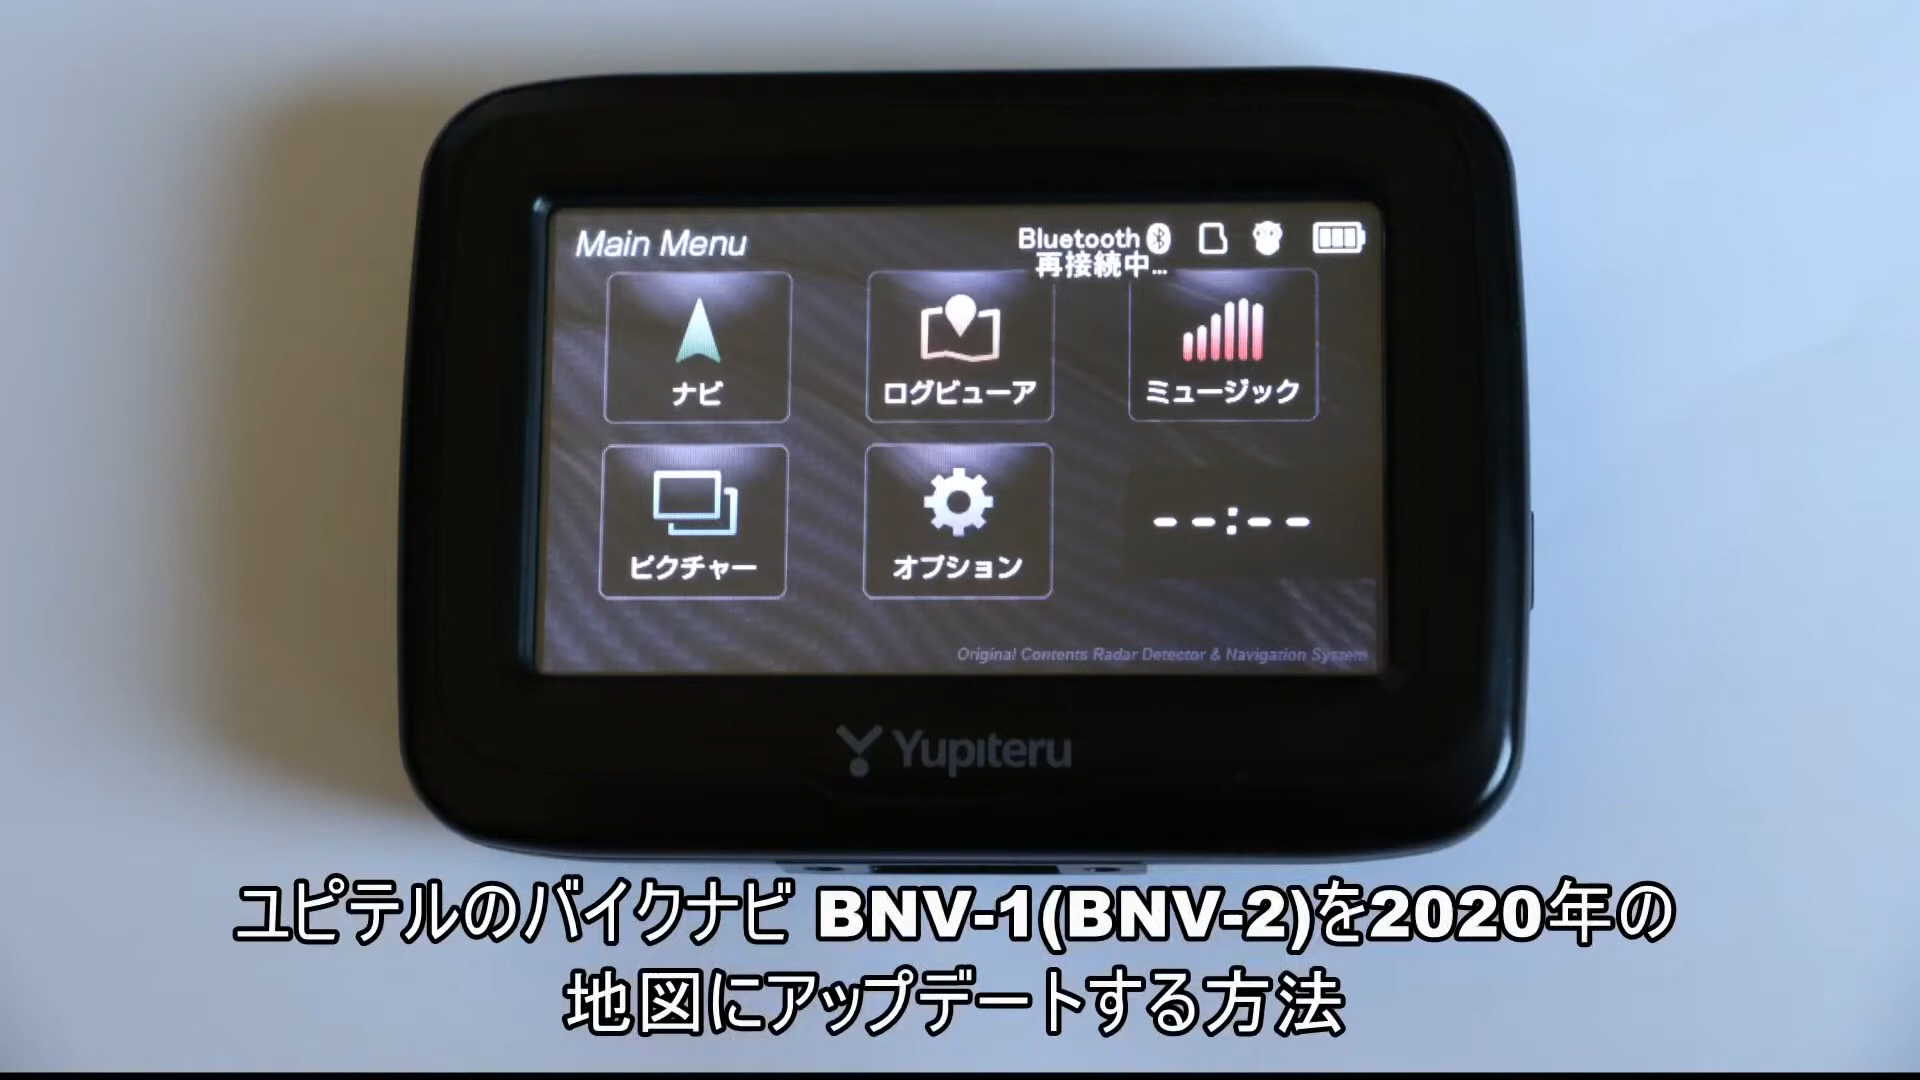 Main Menu
Bluetooth
再接続中...
ナビ
ログビューア
ミュージック
ピクチャー
オプション
--:--
Original Contents Radar Detector & Navigation System
Yupiteru
ユピテルのバイクナビ BNV-1(BNV-2)を2020年の
地図にアップデートする方法